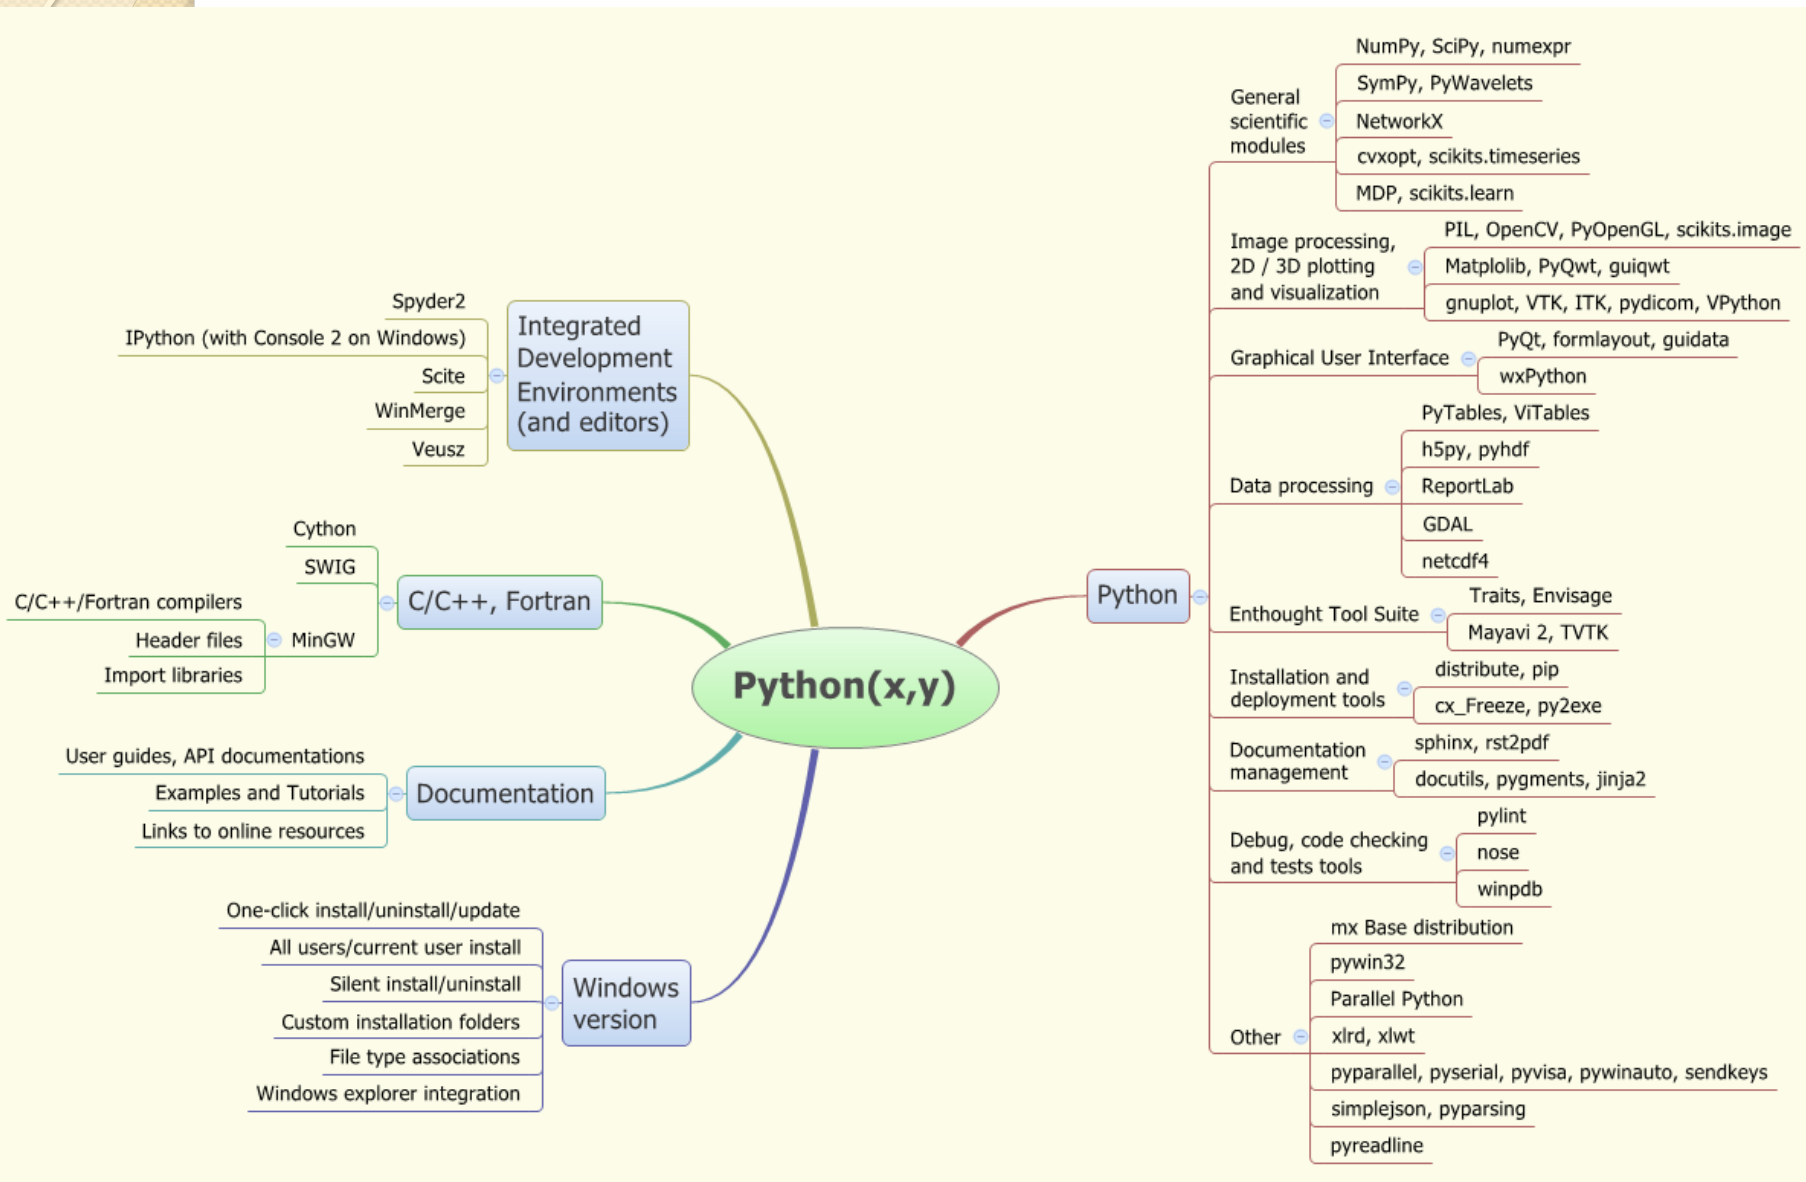 Python(x,y)
Integrated
Development
Environments
(and editors)
Spyder2
IPython (with Console 2 on Windows)
Scite
WinMerge
Veusz
C/C++, Fortran
Cython
SWIG
MinGW
C/C++/Fortran compilers
Header files
Import libraries
Documentation
User guides, API documentations
Examples and Tutorials
Links to online resources
Windows
version
One-click install/uninstall/update
All users/current user install
Silent install/uninstall
Custom installation folders
File type associations
Windows explorer integration
Python
General
scientific
modules
NumPy, SciPy, numexpr
SymPy, PyWavelets
NetworkX
cvxopt, scikits.timeseries
MDP, scikits.learn
Image processing,
2D / 3D plotting
and visualization
PIL, OpenCV, PyOpenGL, scikits.image
Matplolib, PyQwt, guiqwt
gnuplot, VTK, ITK, pydicom, VPython
Graphical User Interface
PyQt, formlayout, guidata
wxPython
Data processing
PyTables, ViTables
h5py, pyhdf
ReportLab
GDAL
netcdf4
Enthought Tool Suite
Traits, Envisage
Mayavi 2, TVTK
Installation and
deployment tools
distribute, pip
cx_Freeze, py2exe
Documentation
management
sphinx, rst2pdf
docutils, pygments, jinja2
Debug, code checking
and tests tools
pylint
nose
winpdb
Other
mx Base distribution
pywin32
Parallel Python
xlrd, xlwt
pyparallel, pyserial, pyvisa, pywinauto, sendkeys
simplejson, pyparsing
pyreadline